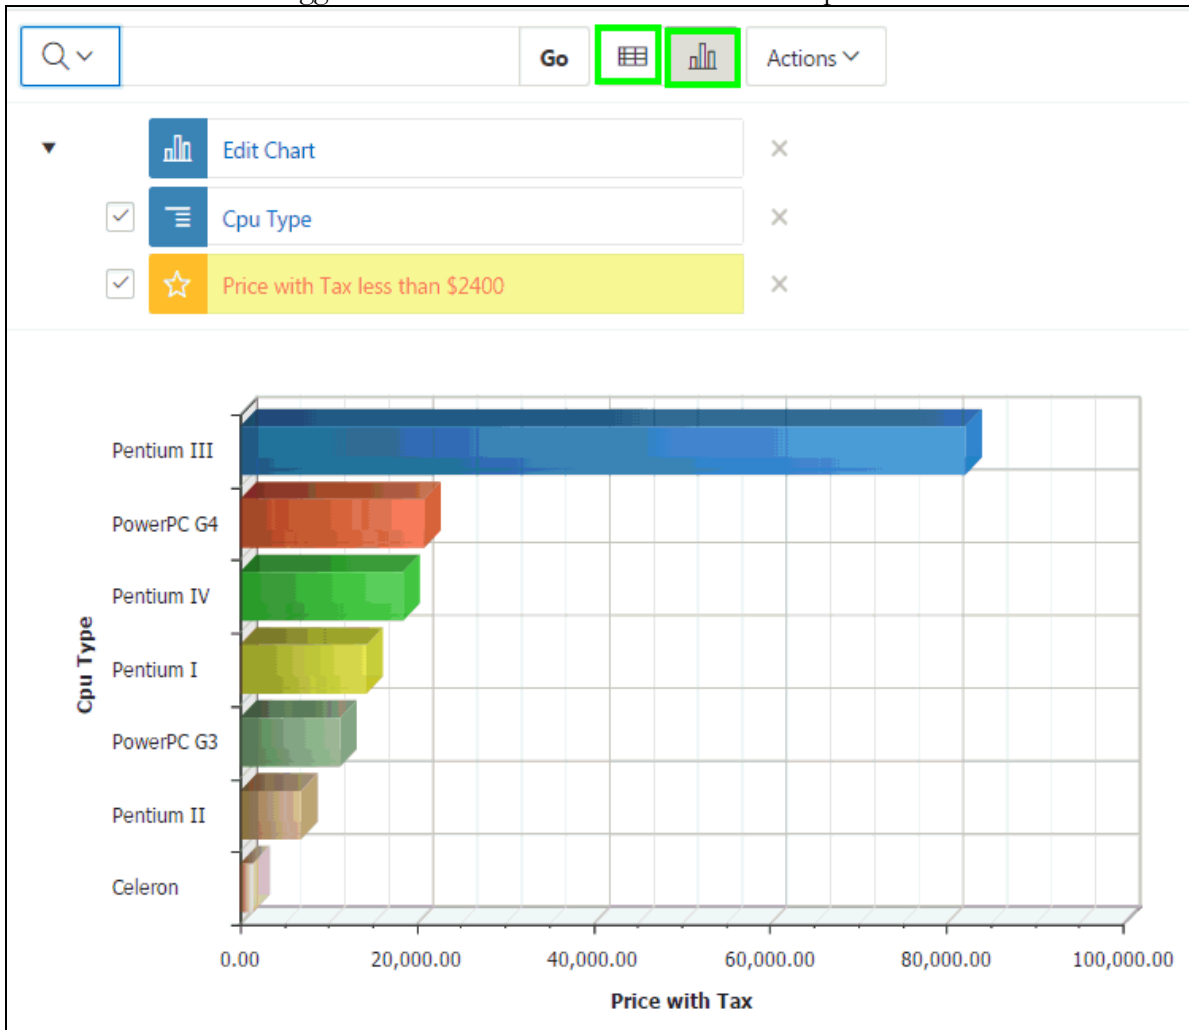 Go
Actions
Edit Chart
Cpu Type
Price with Tax less than $2400
Pentium III
PowerPC G4
Pentium IV
Pentium I
PowerPC G3
Pentium II
Celeron
Cpu Type
0.00 20,000.00 40,000.00 60,000.00 80,000.00 100,000.00
Price with Tax